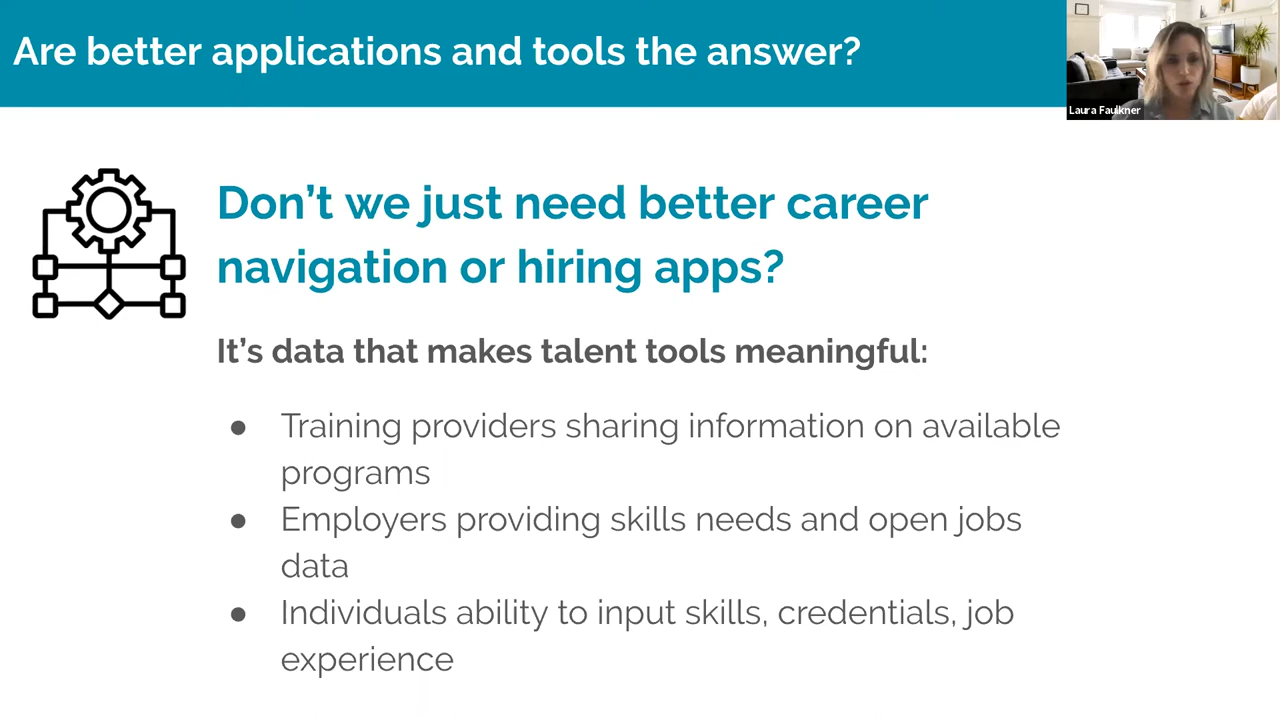 Are better applications and tools the answer?
Laura Faulkner
Don’t we just need better career
navigation or hiring apps?
It’s data that makes talent tools meaningful:
● Training providers sharing information on available
programs
● Employers providing skills needs and open jobs
data
● Individuals ability to input skills, credentials, job
experience